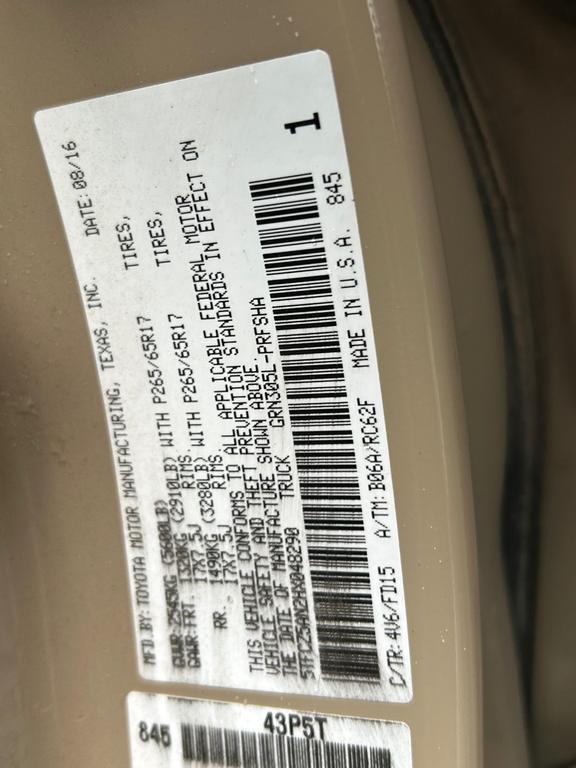 MFD.BY:TOYOTA MOTOR MANUFACTURING, TEXAS, INC. DATE:08/16
GVWR:2545KG (5600LB)
GAWR:FRT. 1320KG (2910LB) WITH P265/65R17 TIRES,
17X7.5J RIMS.
RR. 1490KG (3280LB) WITH P265/65R17 TIRES,
17X7.5J RIMS.
THIS VEHICLE CONFORMS TO ALL APPLICABLE FEDERAL MOTOR
VEHICLE SAFETY AND THEFT PREVENTION STANDARDS IN EFFECT ON
THE DATE OF MANUFACTURE SHOWN ABOVE.
5TFCZ5AN2HX048290 TRUCK GRN305L-PRFSHA
1
C/TR:4V6/FD15 A/TM:B06A/RC62F MADE IN U.S.A. 845
845 43P5T